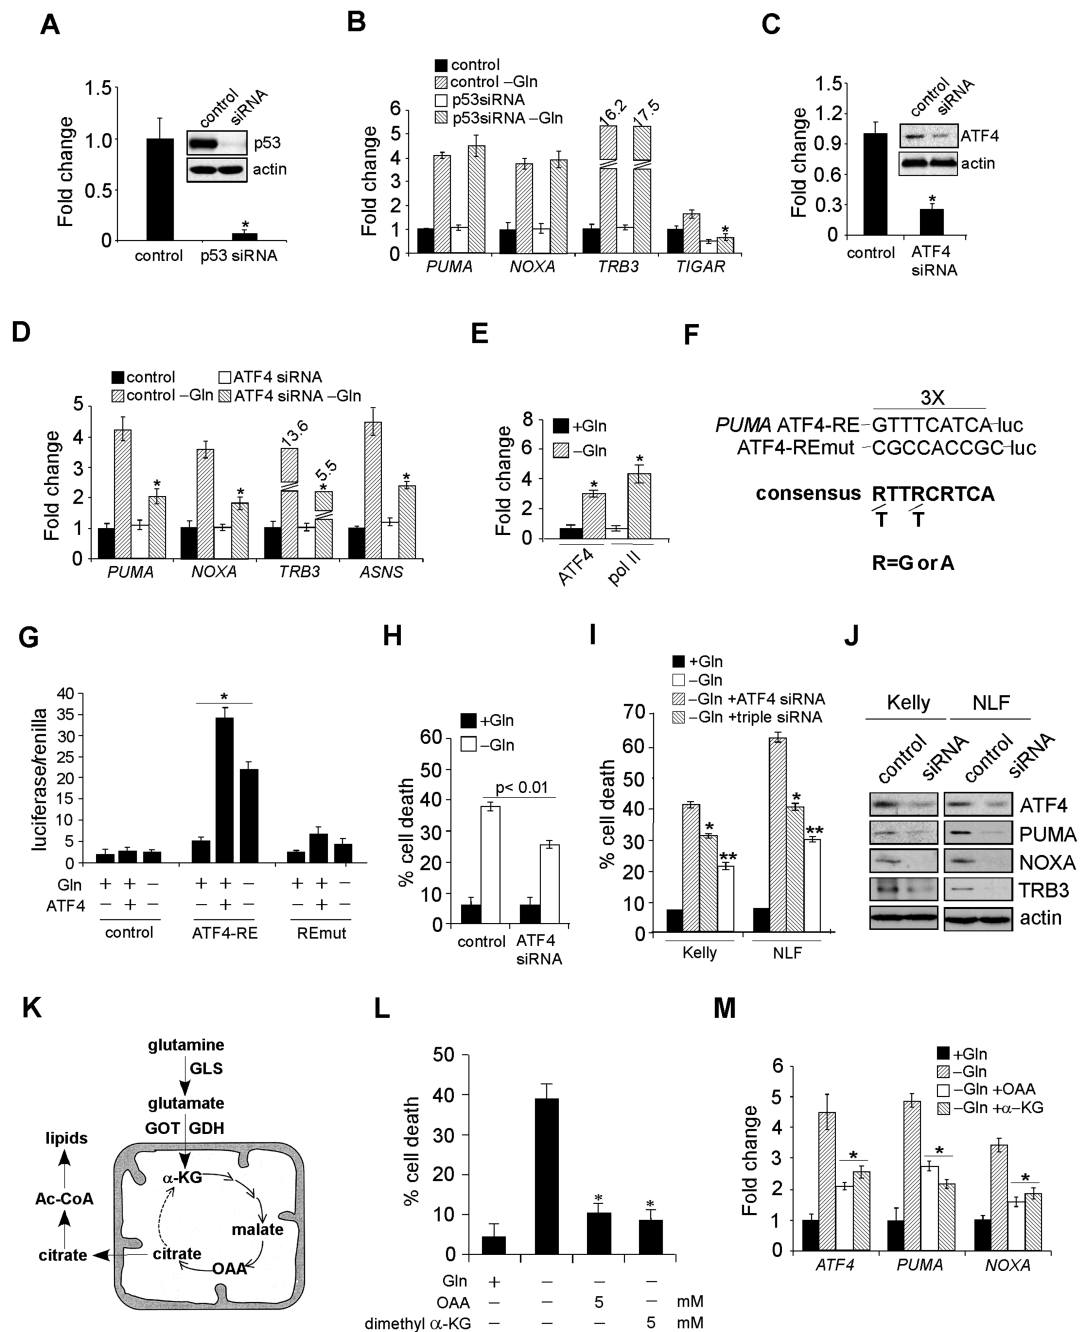 A
Fold change
1.5
1.0
0.5
0
control
siRNA
p53
actin
*
control
p53 siRNA
B
control
control –Gln
p53siRNA
p53siRNA –Gln
Fold change
6
5
4
3
2
1
0
16.2
17.5
*
PUMA
NOXA
TRB3
TIGAR
C
Fold change
1.5
1.2
0.9
0.6
0.3
0
control
siRNA
ATF4
actin
*
control
ATF4
siRNA
D
control
ATF4 siRNA
control –Gln
ATF4 siRNA –Gln
Fold change
5
4
3
2
1
0
13.6
5.5
* * * *
PUMA
NOXA
TRB3
ASNS
E
+Gln
–Gln
Fold change
8
6
4
2
0
* *
ATF4
pol II
F
3X
PUMA ATF4-RE –GTTTCATCA–luc
ATF4-REmut –CGCCACCGC–luc
consensus RTTRCRTCA
T T
R=G or A
G
luciferase/renilla
40
35
30
25
20
15
10
5
0
*
Gln + + – + + – + + –
ATF4 + + +
control
ATF4-RE
REmut
H
+Gln
–Gln
% cell death
60
50
40
30
20
10
0
p< 0.01
control
ATF4
siRNA
I
+Gln
–Gln
–Gln +ATF4 siRNA
–Gln +triple siRNA
% cell death
70
60
50
40
30
20
10
0
* ** * **
Kelly
NLF
J
Kelly NLF
control siRNA control siRNA
ATF4
PUMA
NOXA
TRB3
actin
K
glutamine
GLS
glutamate
GOT GDH
lipids
Ac-CoA
citrate
α-KG
malate
OAA
citrate
L
% cell death
50
40
30
20
10
0
* *
Gln + – – –
OAA – – 5 – mM
dimethyl α-KG – – – 5 mM
M
+Gln
–Gln
–Gln +OAA
–Gln +α–KG
Fold change
6
5
4
3
2
1
0
* * *
ATF4
PUMA
NOXA